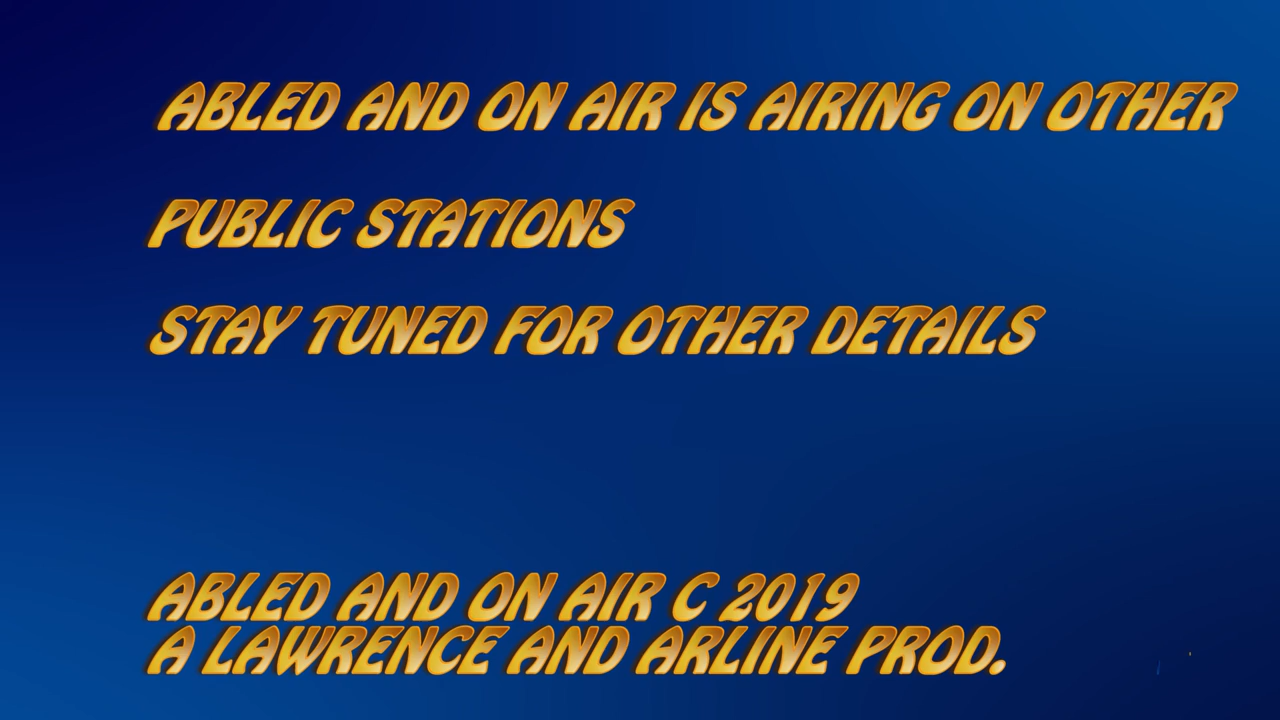 ABLED AND ON AIR IS AIRING ON OTHER
PUBLIC STATIONS
STAY TUNED FOR OTHER DETAILS
ABLED AND ON AIR C 2019
A LAWRENCE AND ARLINE PROD.